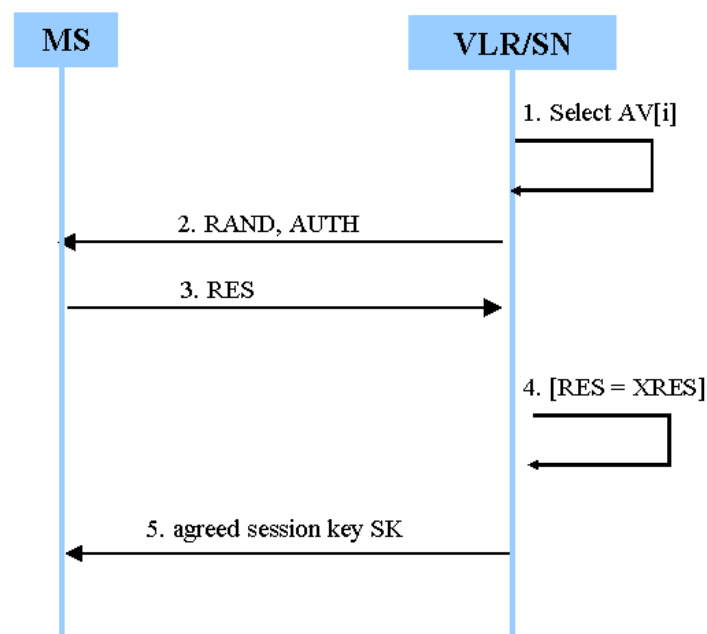 MS
VLR/SN
1. Select AV[i]
2. RAND, AUTH
3. RES
4. [RES = XRES]
5. agreed session key SK